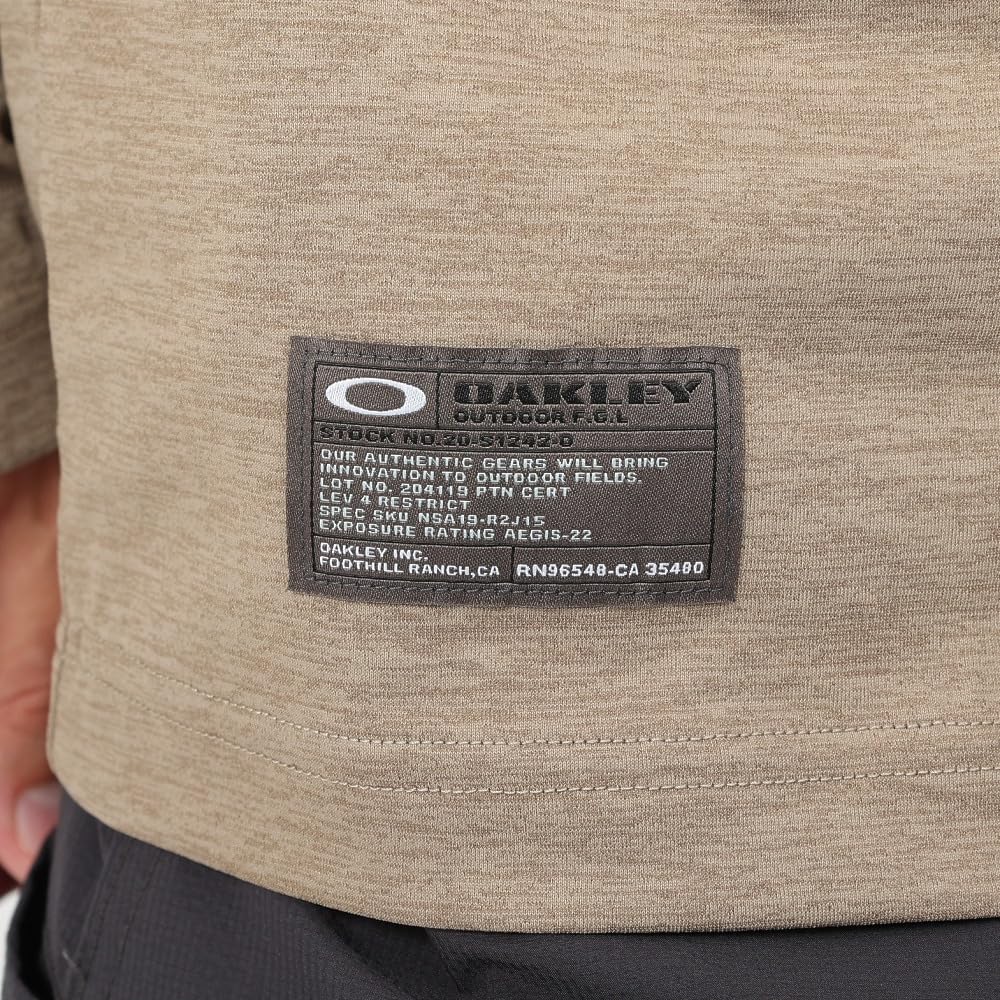 OAKLEY
OUTDOOR F.G.L
STOCK NO.20-S1242-0
OUR AUTHENTIC GEARS WILL BRING
INNOVATION TO OUTDOOR FIELDS.
LOT NO. 204119 PTN CERT
LEV 4 RESTRICT
SPEC SKU NSA19-R2J15
EXPOSURE RATING AEGIS-22
OAKLEY INC.
FOOTHILL RANCH,CA
RN96548-CA 35480